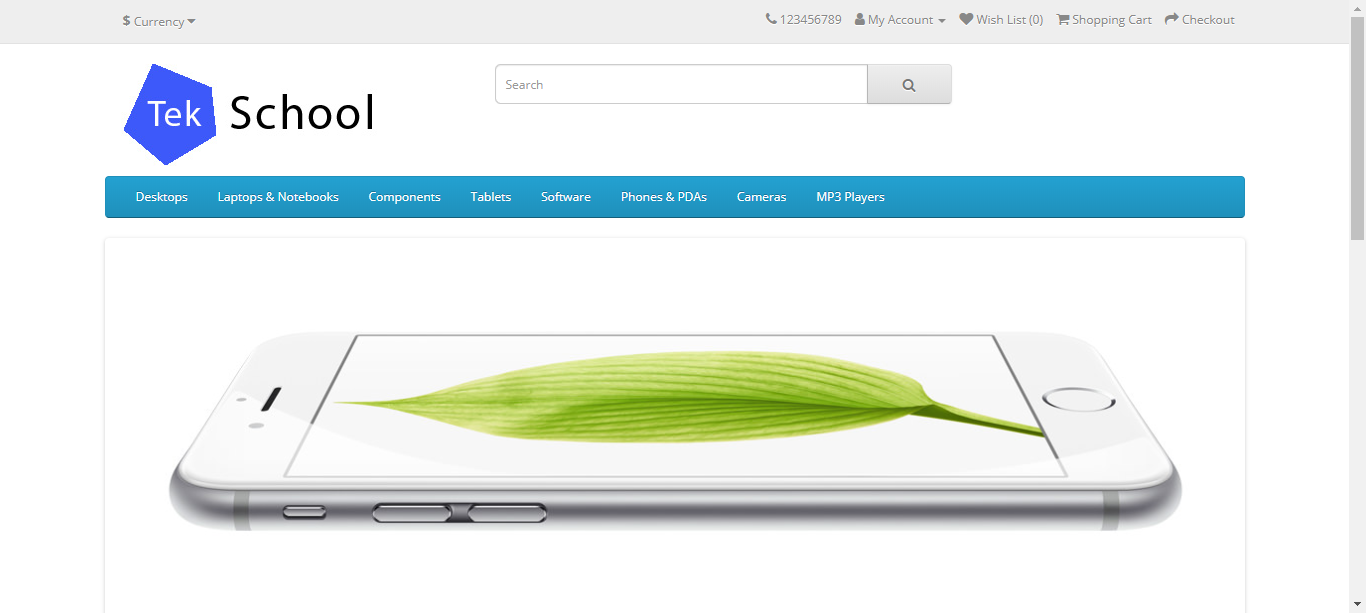 $ Currency
123456789 My Account Wish List (0) Shopping Cart Checkout
Tek School
Search
Desktops Laptops & Notebooks Components Tablets Software Phones & PDAs Cameras MP3 Players